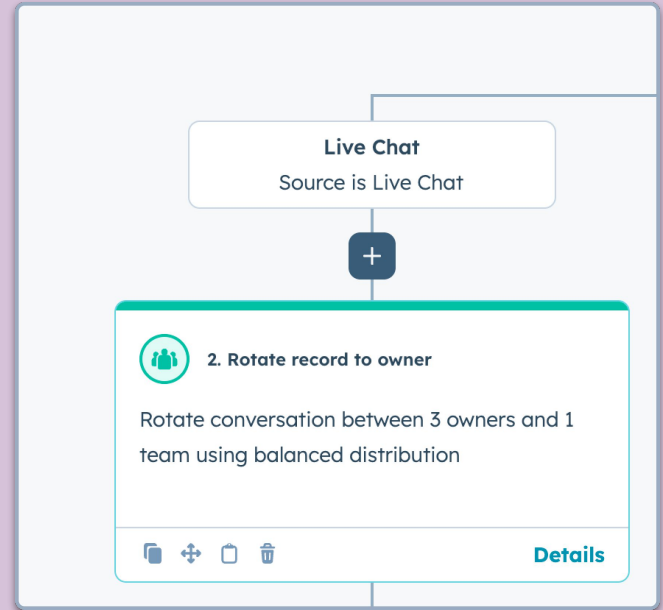 Live Chat
Source is Live Chat
2. Rotate record to owner
Rotate conversation between 3 owners and 1
team using balanced distribution
Details